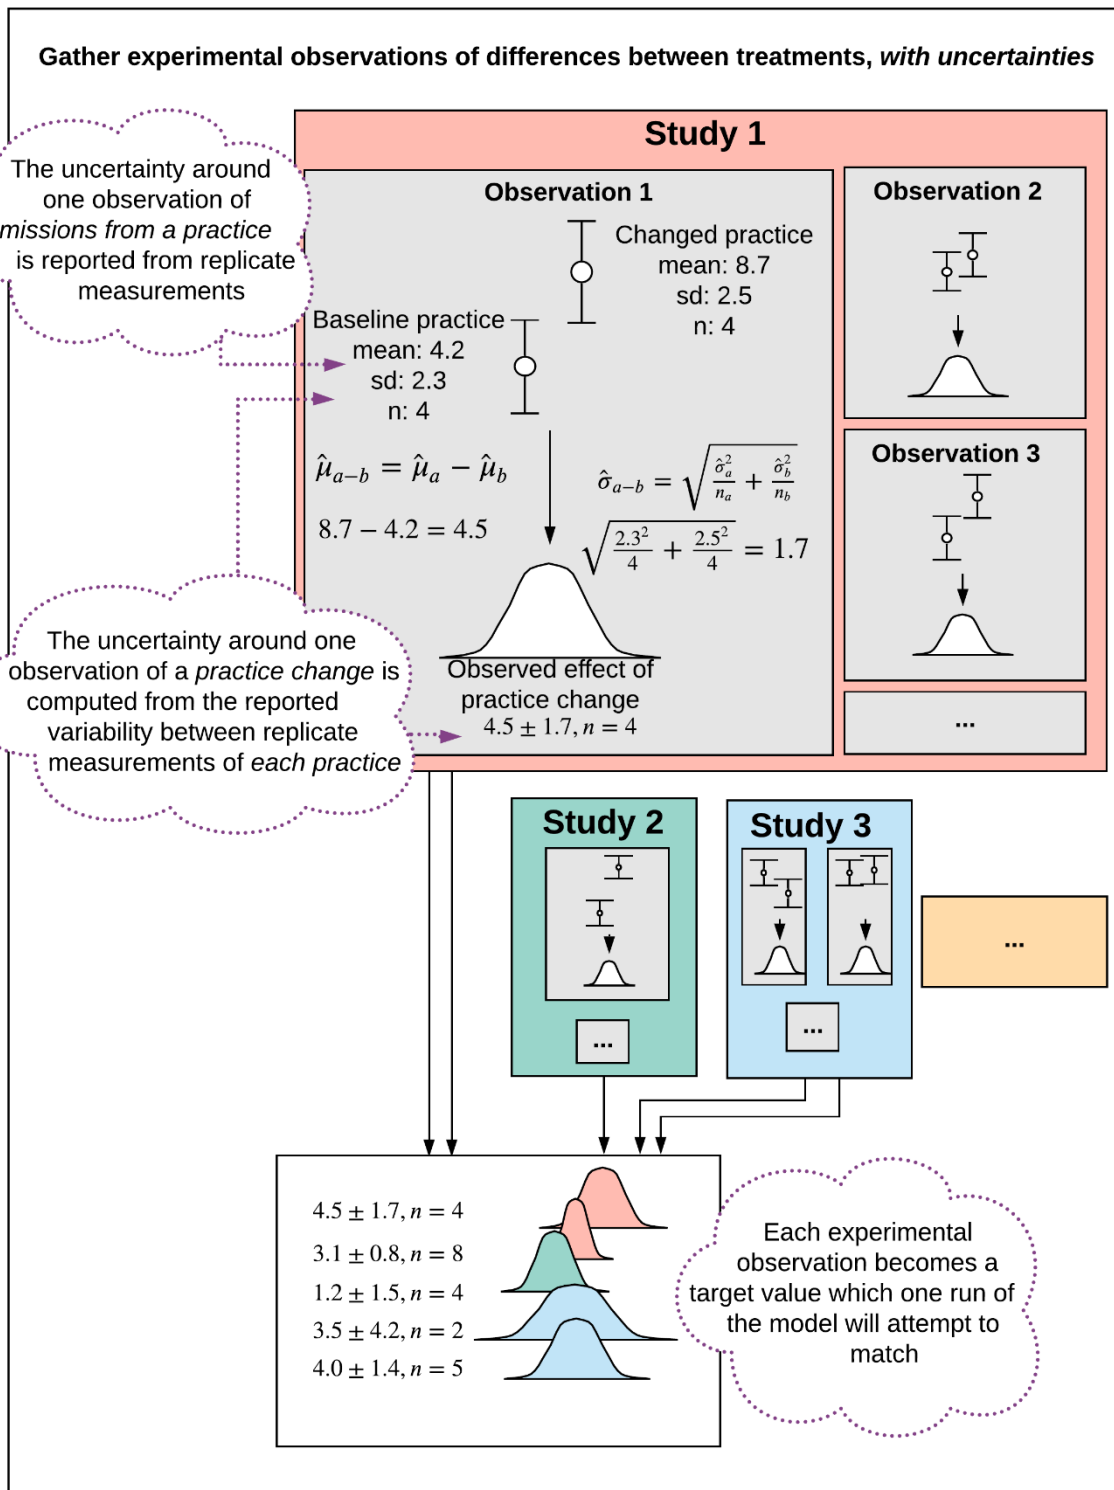 Gather experimental observations of differences between treatments, with uncertainties
Study 1
The uncertainty around
one observation of
missions from a practice
is reported from replicate
measurements
Observation 1
Changed practice
mean: 8.7
sd: 2.5
n: 4
Baseline practice
mean: 4.2
sd: 2.3
n: 4
μ̂ₐ₋b = μ̂ₐ − μ̂b
8.7 − 4.2 = 4.5
σ̂ₐ₋b = √(σ̂ₐ²/nₐ + σ̂b²/nb)
√(2.3²/4 + 2.5²/4) = 1.7
Observed effect of
practice change
4.5 ± 1.7, n = 4
Observation 2
Observation 3
...
The uncertainty around one
observation of a practice change is
computed from the reported
variability between replicate
measurements of each practice
Study 2
...
Study 3
...
...
4.5 ± 1.7, n = 4
3.1 ± 0.8, n = 8
1.2 ± 1.5, n = 4
3.5 ± 4.2, n = 2
4.0 ± 1.4, n = 5
Each experimental
observation becomes a
target value which one run of
the model will attempt to
match